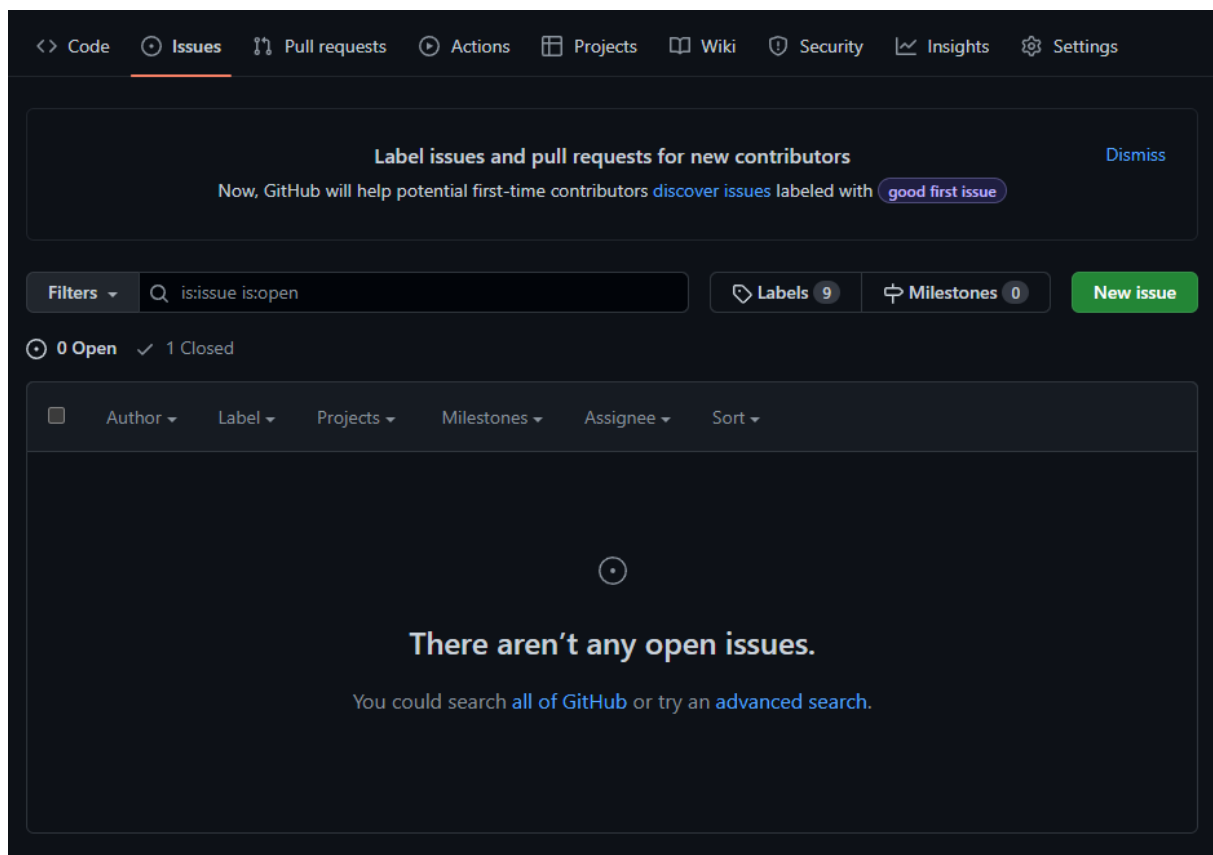 Code Issues Pull requests Actions Projects Wiki Security Insights Settings
Label issues and pull requests for new contributors
Dismiss
Now, GitHub will help potential first-time contributors discover issues labeled with good first issue
Filters is:issue is:open Labels 9 Milestones 0 New issue
0 Open 1 Closed
Author Label Projects Milestones Assignee Sort
There aren’t any open issues.
You could search all of GitHub or try an advanced search.